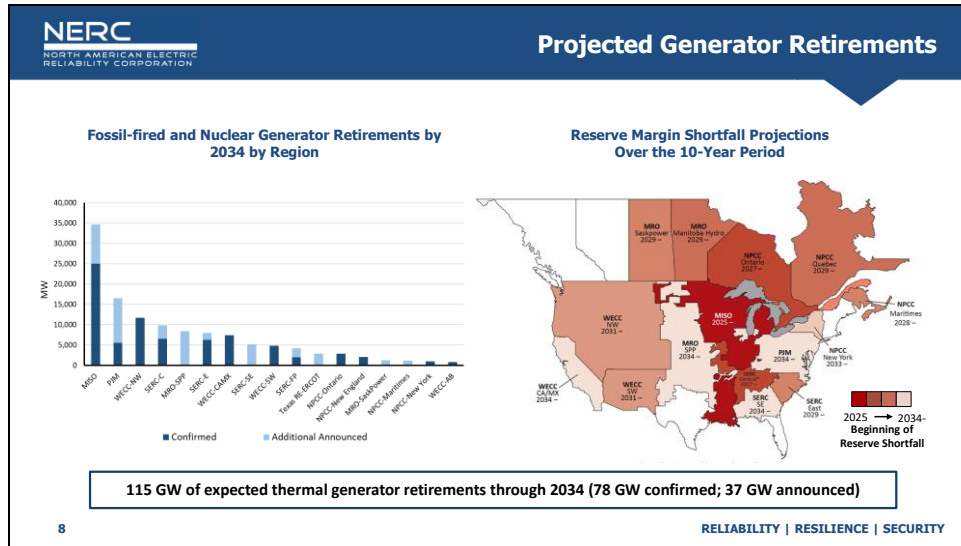 NERC
NORTH AMERICAN ELECTRIC
RELIABILITY CORPORATION
Projected Generator Retirements
Fossil-fired and Nuclear Generator Retirements by
2034 by Region
MW
40,000
35,000
30,000
25,000
20,000
15,000
10,000
5,000
0
MISO
PJM
WECC-NW
SERC-C
MRO-SPP
SERC-E
WECC-CAMX
SERC-SE
WECC-SW
SERC-FP
Texas RE-ERCOT
NPCC-Ontario
NPCC-New England
MRO-SaskPower
NPCC-Maritimes
NPCC-New York
WECC-AB
Confirmed
Additional Announced
Reserve Margin Shortfall Projections
Over the 10-Year Period
MRO
Saskpower
2029 –
MRO
Manitoba Hydro
2029 –
NPCC
Ontario
2027 –
NPCC
Quebec
2029 –
NPCC
Maritimes
2028 –
WECC
NW
2031 –
MISO
2025 –
MRO
SPP
2034 –
PJM
2034 –
NPCC
New York
2033 –
WECC
CA/MX
2034 –
WECC
SW
2031 –
SERC
Central
SERC
SE
2034 –
SERC
East
2029 –
2025 → 2034-
Beginning of
Reserve Shortfall
115 GW of expected thermal generator retirements through 2034 (78 GW confirmed; 37 GW announced)
8
RELIABILITY | RESILIENCE | SECURITY